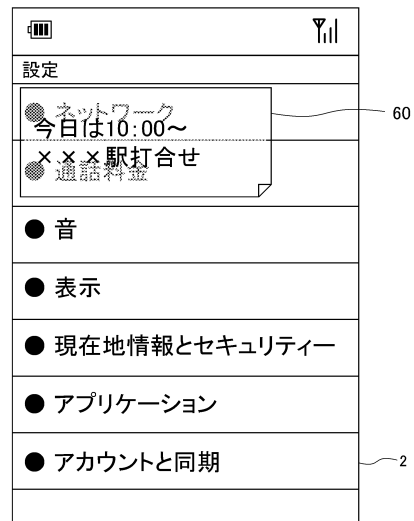 設定
● ネットワーク
今日は10:00～
×××駅打合せ
● 通話料金
● 音
● 表示
● 現在地情報とセキュリティー
● アプリケーション
● アカウントと同期
60
2